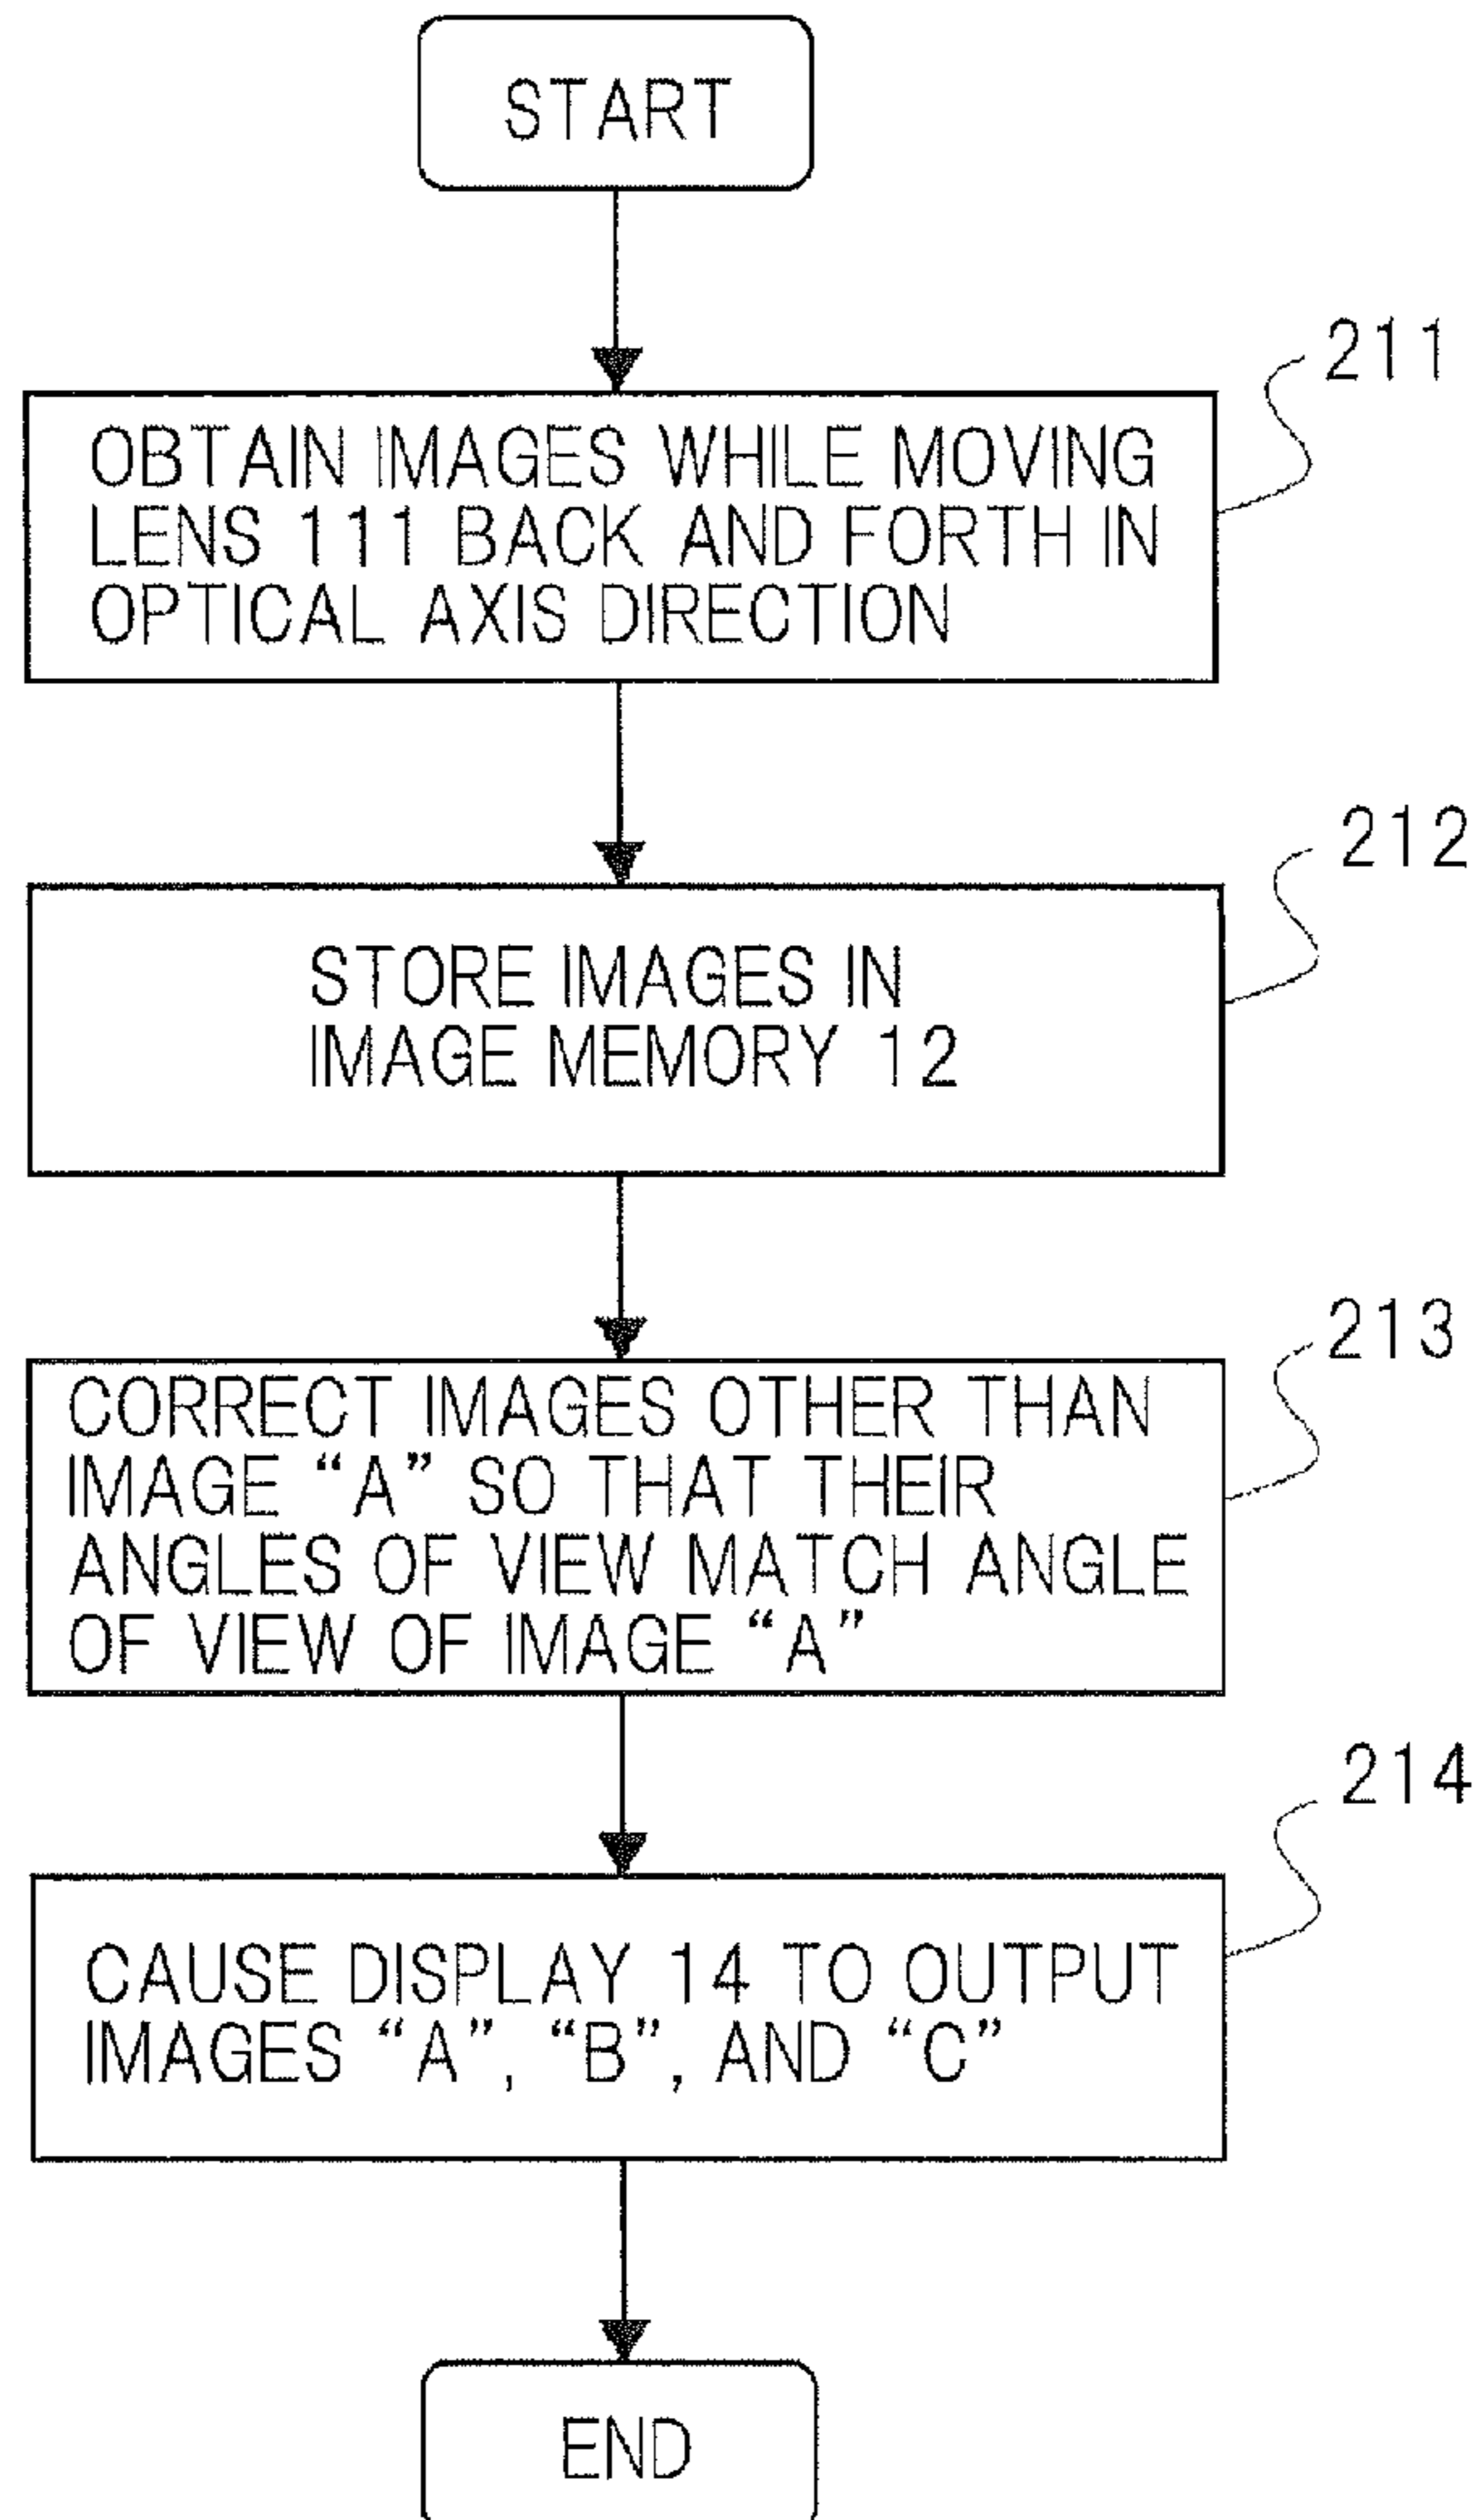 START
211
OBTAIN IMAGES WHILE MOVING
LENS 111 BACK AND FORTH IN
OPTICAL AXIS DIRECTION
212
STORE IMAGES IN
IMAGE MEMORY 12
213
CORRECT IMAGES OTHER THAN
IMAGE “A” SO THAT THEIR
ANGLES OF VIEW MATCH ANGLE
OF VIEW OF IMAGE “A”
214
CAUSE DISPLAY 14 TO OUTPUT
IMAGES “A”, “B”, AND “C”
END